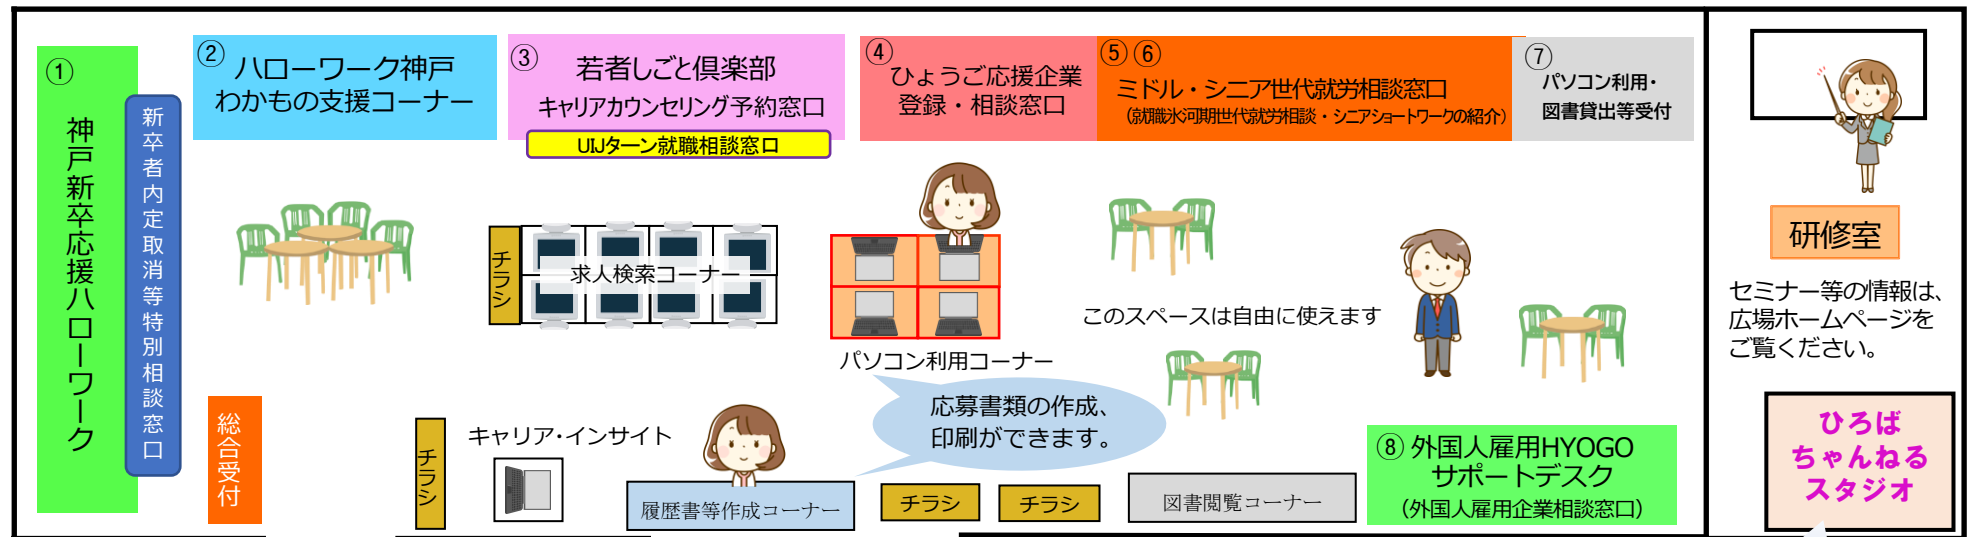 ①
神戸新卒応援ハローワーク
新卒者内定取消等特別相談窓口
② ハローワーク神戸
わかもの支援コーナー
③ 若者しごと倶楽部
キャリアカウンセリング予約窓口
UIJターン就職相談窓口
④
ひょうご応援企業
登録・相談窓口
⑤⑥
ミドル・シニア世代就労相談窓口
(就職氷河期世代就労相談・シニアショートワークの紹介)
⑦
パソコン利用・
図書貸出等受付
チラシ
求人検索コーナー
パソコン利用コーナー
このスペースは自由に使えます
応募書類の作成、
印刷ができます。
総合受付
チラシ
キャリア・インサイト
履歴書等作成コーナー
チラシ
チラシ
図書閲覧コーナー
⑧ 外国人雇用HYOGO
サポートデスク
(外国人雇用企業相談窓口)
研修室
セミナー等の情報は、
広場ホームページを
ご覧ください。
ひろば
ちゃんねる
スタジオ